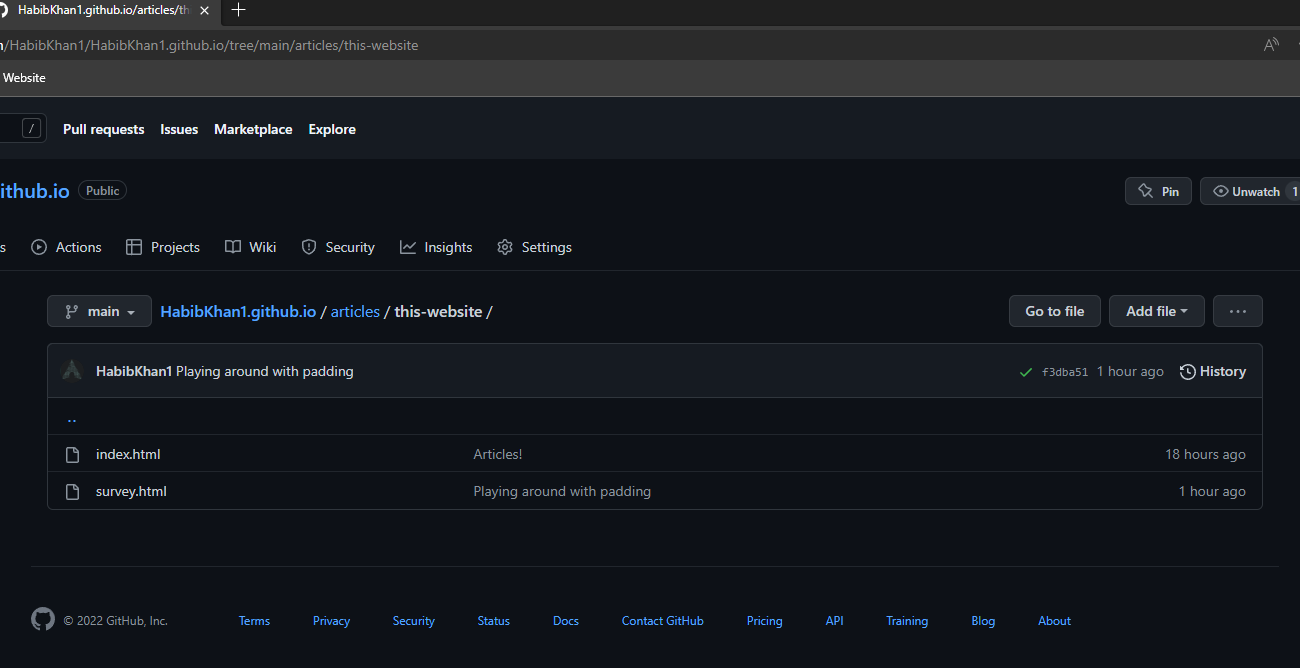 HabibKhan1.github.io/articles/th
/HabibKhan1/HabibKhan1.github.io/tree/main/articles/this-website
Website
/ Pull requests Issues Marketplace Explore
ithub.io Public Pin Unwatch 1
s Actions Projects Wiki Security Insights Settings
main HabibKhan1.github.io / articles / this-website / Go to file Add file ...
HabibKhan1 Playing around with padding f3dba51 1 hour ago History
..
index.html Articles! 18 hours ago
survey.html Playing around with padding 1 hour ago
© 2022 GitHub, Inc. Terms Privacy Security Status Docs Contact GitHub Pricing API Training Blog About